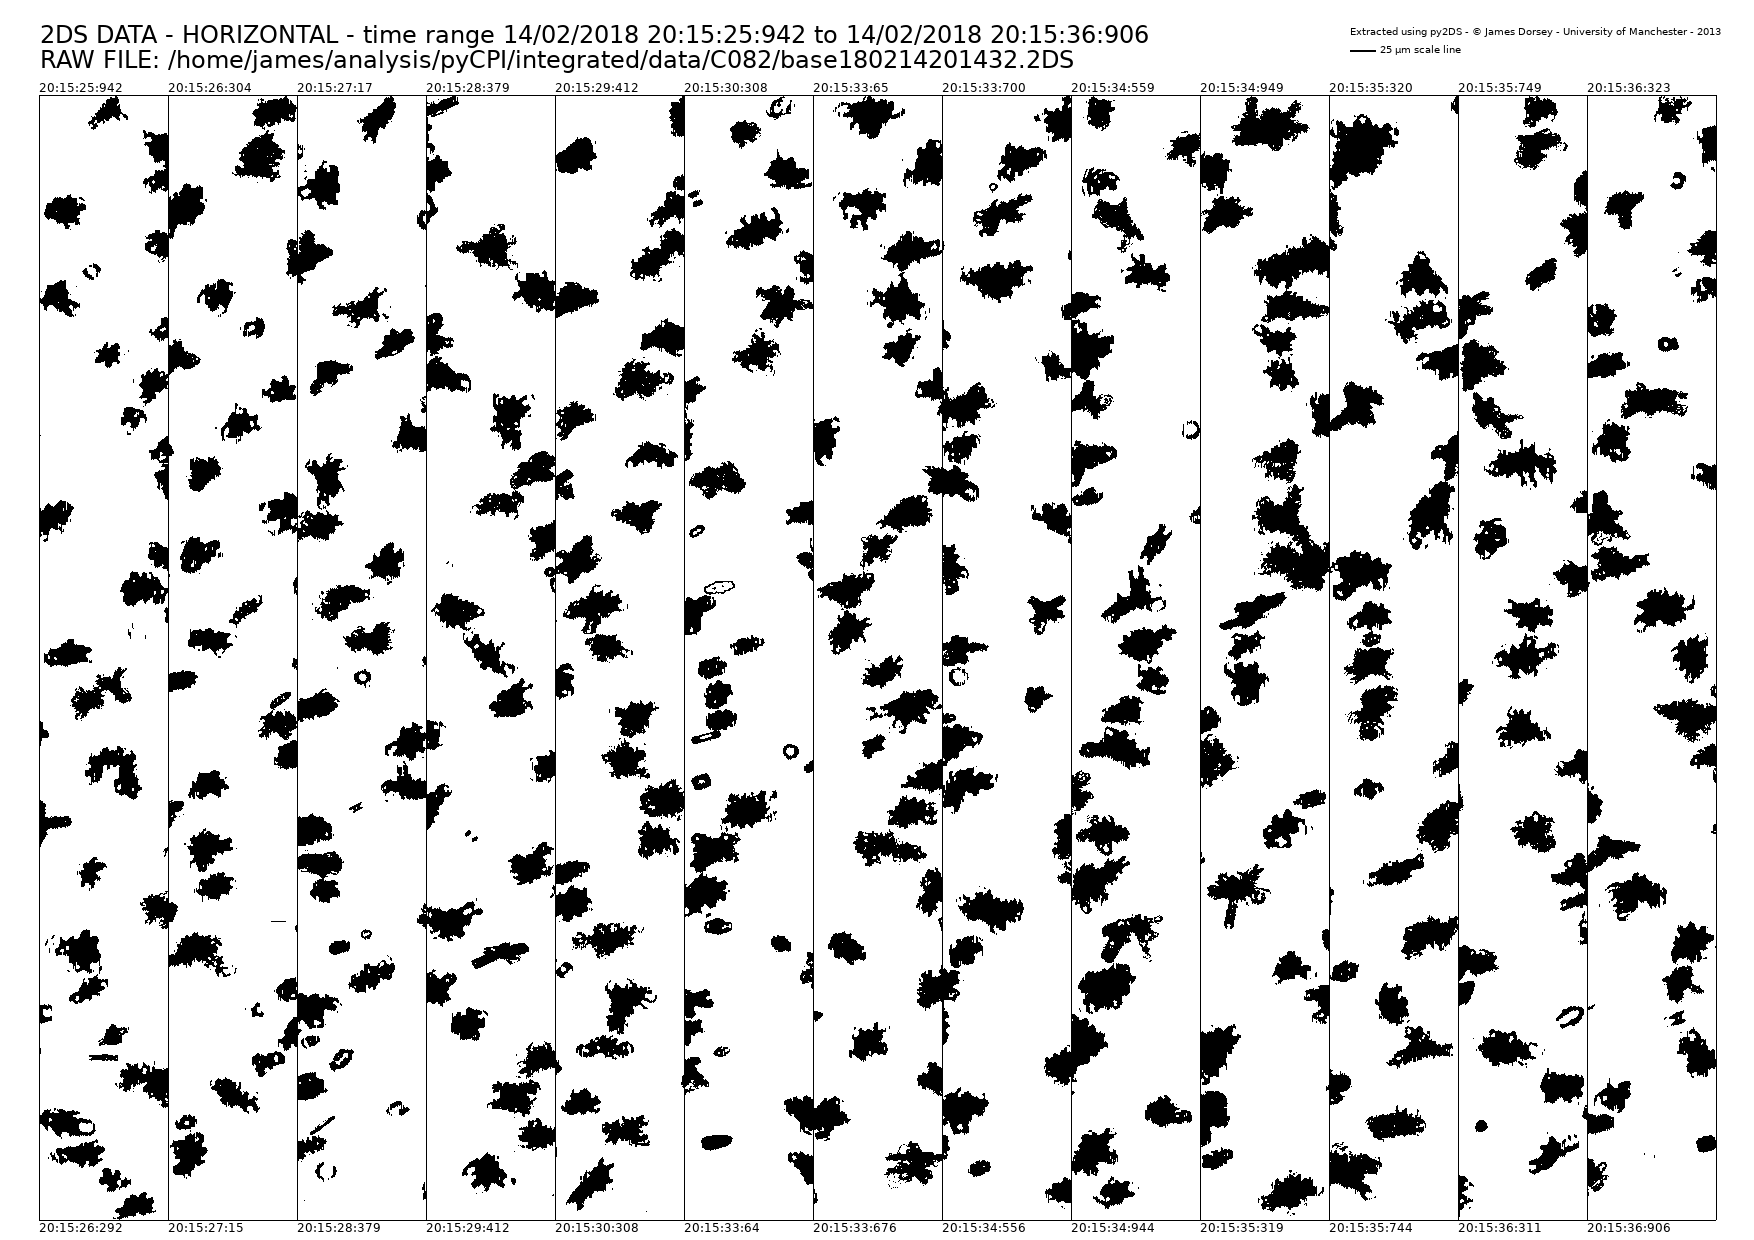 2DS DATA - HORIZONTAL - time range 14/02/2018 20:15:25:942 to 14/02/2018 20:15:36:906
RAW FILE: /home/james/analysis/pyCPI/integrated/data/C082/base180214201432.2DS
Extracted using py2DS - © James Dorsey - University of Manchester - 2013
25 µm scale line
20:15:25:942 20:15:26:304 20:15:27:17 20:15:28:379 20:15:29:412 20:15:30:308 20:15:33:65 20:15:33:700 20:15:34:559 20:15:34:949 20:15:35:320 20:15:35:749 20:15:36:323
20:15:26:292 20:15:27:15 20:15:28:379 20:15:29:412 20:15:30:308 20:15:33:64 20:15:33:676 20:15:34:556 20:15:34:944 20:15:35:319 20:15:35:744 20:15:36:311 20:15:36:906